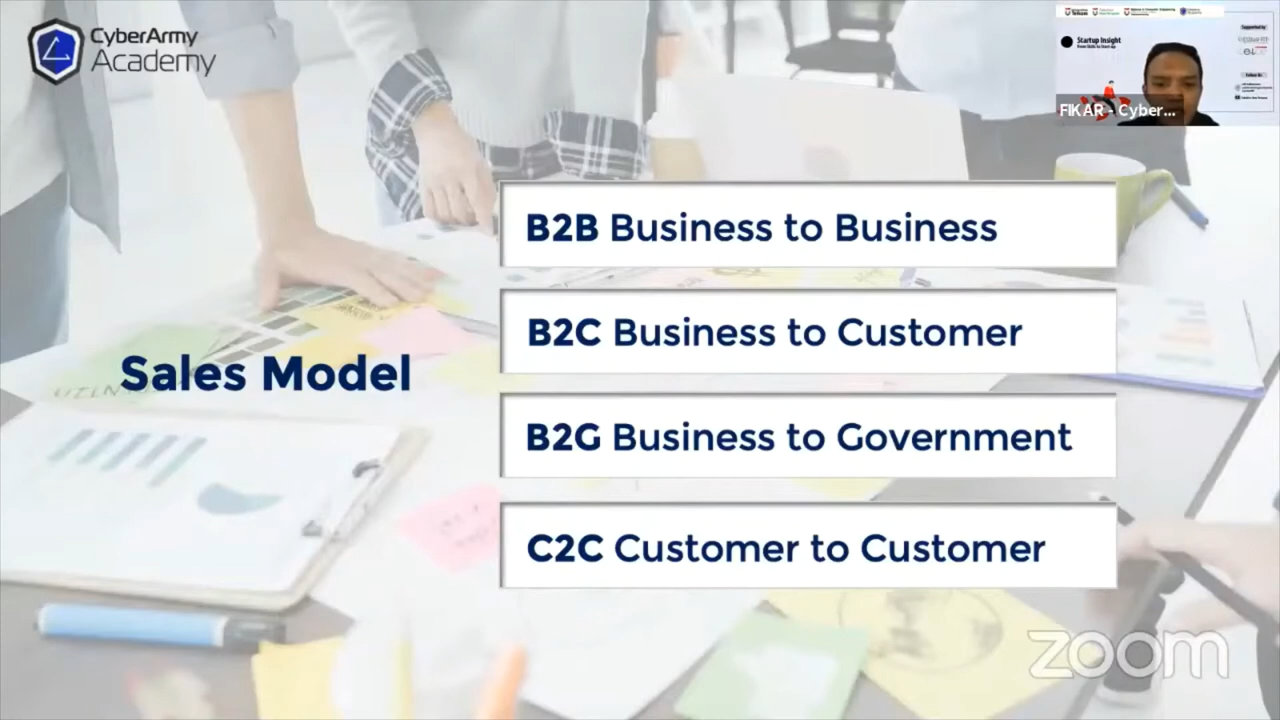 CyberArmy
Academy
Startup Insight
FIKAR - Cyber...
B2B Business to Business
B2C Business to Customer
Sales Model
B2G Business to Government
C2C Customer to Customer
zoom